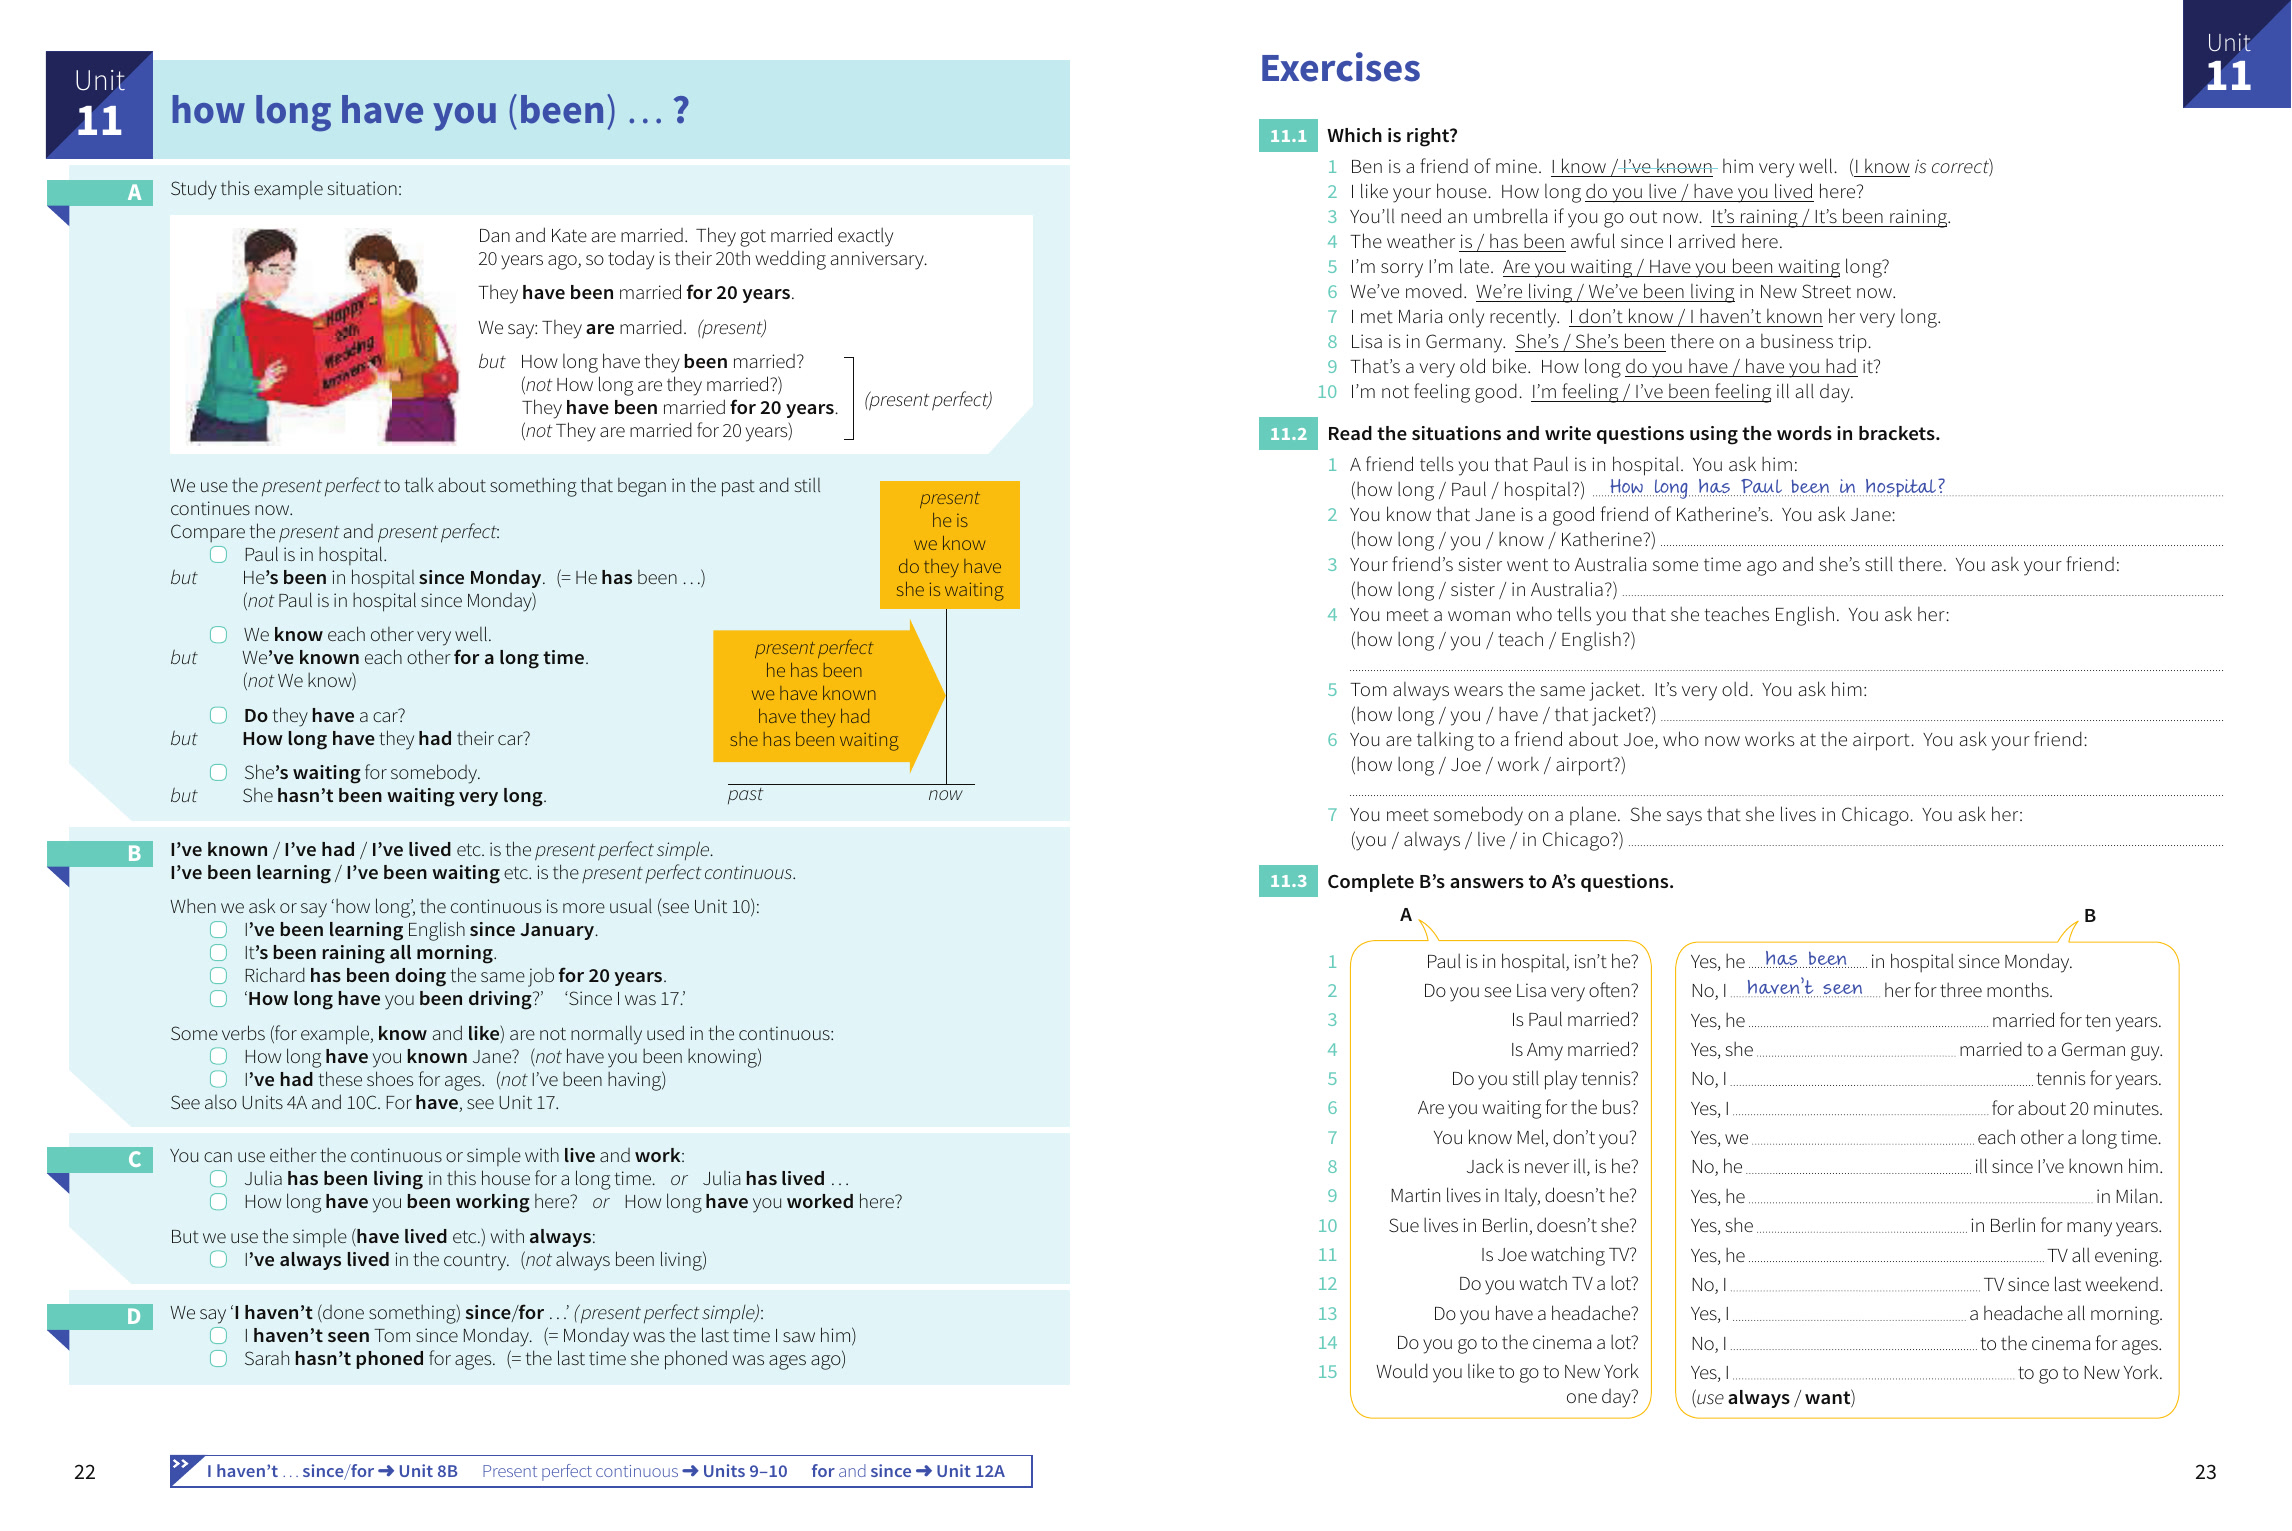 Unit
11
how long have you (been) … ?
A
Study this example situation:
Happy
20th
Wedding
Anniversary
Dan and Kate are married. They got married exactly
20 years ago, so today is their 20th wedding anniversary.
They have been married for 20 years.
We say: They are married. (present)
but How long have they been married?
(not How long are they married?)
They have been married for 20 years.
(not They are married for 20 years)
(present perfect)
We use the present perfect to talk about something that began in the past and still
continues now.
Compare the present and present perfect:
Paul is in hospital.
but He's been in hospital since Monday. (= He has been …)
(not Paul is in hospital since Monday)
We know each other very well.
but We've known each other for a long time.
(not We know)
Do they have a car?
but How long have they had their car?
She's waiting for somebody.
but She hasn't been waiting very long.
present
he is
we know
do they have
she is waiting
present perfect
he has been
we have known
have they had
she has been waiting
past now
B
I've known / I've had / I've lived etc. is the present perfect simple.
I've been learning / I've been waiting etc. is the present perfect continuous.
When we ask or say ‘how long’, the continuous is more usual (see Unit 10):
I've been learning English since January.
It's been raining all morning.
Richard has been doing the same job for 20 years.
‘How long have you been driving?’ ‘Since I was 17.’
Some verbs (for example, know and like) are not normally used in the continuous:
How long have you known Jane? (not have you been knowing)
I've had these shoes for ages. (not I've been having)
See also Units 4A and 10C. For have, see Unit 17.
C
You can use either the continuous or simple with live and work:
Julia has been living in this house for a long time. or Julia has lived …
How long have you been working here? or How long have you worked here?
But we use the simple (have lived etc.) with always:
I've always lived in the country. (not always been living)
D
We say ‘I haven't (done something) since/for …’ (present perfect simple):
I haven't seen Tom since Monday. (= Monday was the last time I saw him)
Sarah hasn't phoned for ages. (= the last time she phoned was ages ago)
22
>> I haven't … since/for ➜ Unit 8B Present perfect continuous ➜ Units 9–10 for and since ➜ Unit 12A
Exercises
Unit
11
11.1 Which is right?
1 Ben is a friend of mine. I know / I've known him very well. (I know is correct)
2 I like your house. How long do you live / have you lived here?
3 You'll need an umbrella if you go out now. It's raining / It's been raining.
4 The weather is / has been awful since I arrived here.
5 I'm sorry I'm late. Are you waiting / Have you been waiting long?
6 We've moved. We're living / We've been living in New Street now.
7 I met Maria only recently. I don't know / I haven't known her very long.
8 Lisa is in Germany. She's / She's been there on a business trip.
9 That's a very old bike. How long do you have / have you had it?
10 I'm not feeling good. I'm feeling / I've been feeling ill all day.
11.2 Read the situations and write questions using the words in brackets.
1 A friend tells you that Paul is in hospital. You ask him:
(how long / Paul / hospital?) How long has Paul been in hospital?
2 You know that Jane is a good friend of Katherine's. You ask Jane:
(how long / you / know / Katherine?)
3 Your friend's sister went to Australia some time ago and she's still there. You ask your friend:
(how long / sister / in Australia?)
4 You meet a woman who tells you that she teaches English. You ask her:
(how long / you / teach / English?)
5 Tom always wears the same jacket. It's very old. You ask him:
(how long / you / have / that jacket?)
6 You are talking to a friend about Joe, who now works at the airport. You ask your friend:
(how long / Joe / work / airport?)
7 You meet somebody on a plane. She says that she lives in Chicago. You ask her:
(you / always / live / in Chicago?)
11.3 Complete B's answers to A's questions.
A B
1 Paul is in hospital, isn't he? Yes, he has been in hospital since Monday.
2 Do you see Lisa very often? No, I haven't seen her for three months.
3 Is Paul married? Yes, he married for ten years.
4 Is Amy married? Yes, she married to a German guy.
5 Do you still play tennis? No, I tennis for years.
6 Are you waiting for the bus? Yes, I for about 20 minutes.
7 You know Mel, don't you? Yes, we each other a long time.
8 Jack is never ill, is he? No, he ill since I've known him.
9 Martin lives in Italy, doesn't he? Yes, he in Milan.
10 Sue lives in Berlin, doesn't she? Yes, she in Berlin for many years.
11 Is Joe watching TV? Yes, he TV all evening.
12 Do you watch TV a lot? No, I TV since last weekend.
13 Do you have a headache? Yes, I a headache all morning.
14 Do you go to the cinema a lot? No, I to the cinema for ages.
15 Would you like to go to New York Yes, I to go to New York.
one day? (use always / want)
23